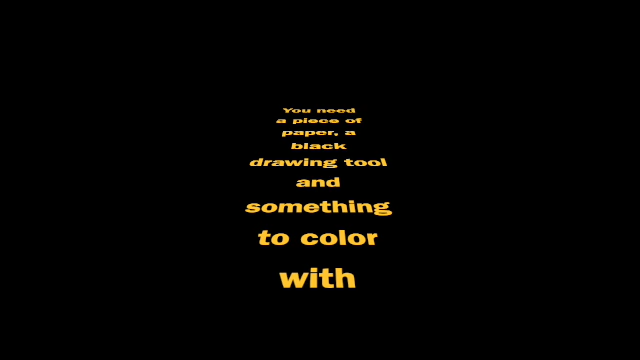 You need
a piece of
paper, a
black
drawing tool
and
something
to color
with